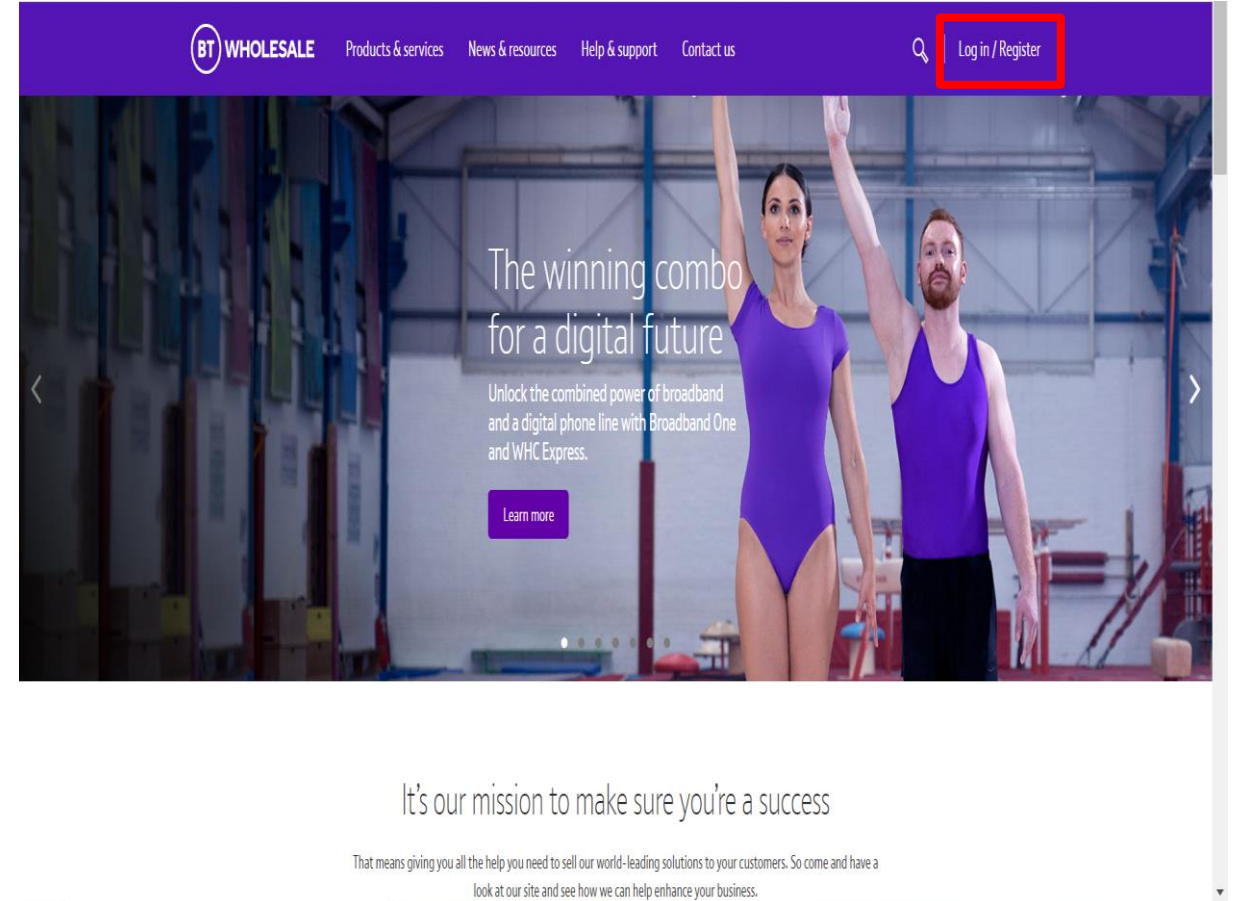 BT WHOLESALE Products & services News & resources Help & support Contact us Log in / Register
The winning combo
for a digital future
Unlock the combined power of broadband
and a digital phone line with Broadband One
and WHC Express.
Learn more
It's our mission to make sure you're a success
That means giving you all the help you need to sell our world-leading solutions to your customers. So come and have a
look at our site and see how we can help enhance your business.